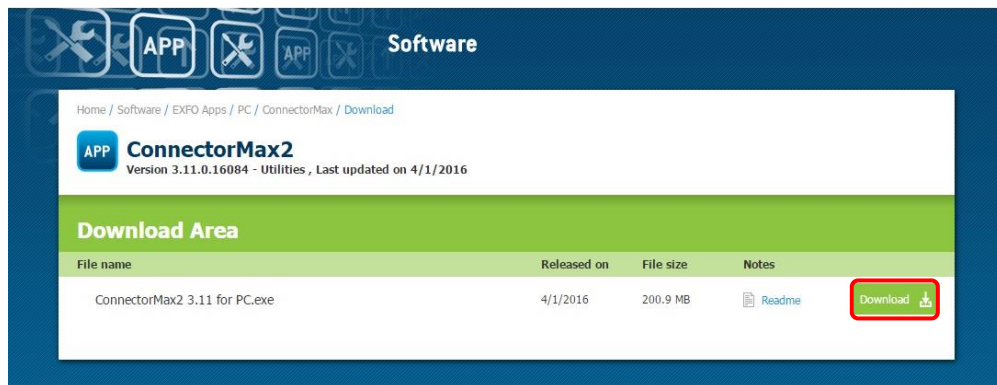 APP
APP
Software
Home / Software / EXFO Apps / PC / ConnectorMax / Download
APP
ConnectorMax2
Version 3.11.0.16084 - Utilities , Last updated on 4/1/2016
Download Area
File name Released on File size Notes
ConnectorMax2 3.11 for PC.exe 4/1/2016 200.9 MB Readme Download